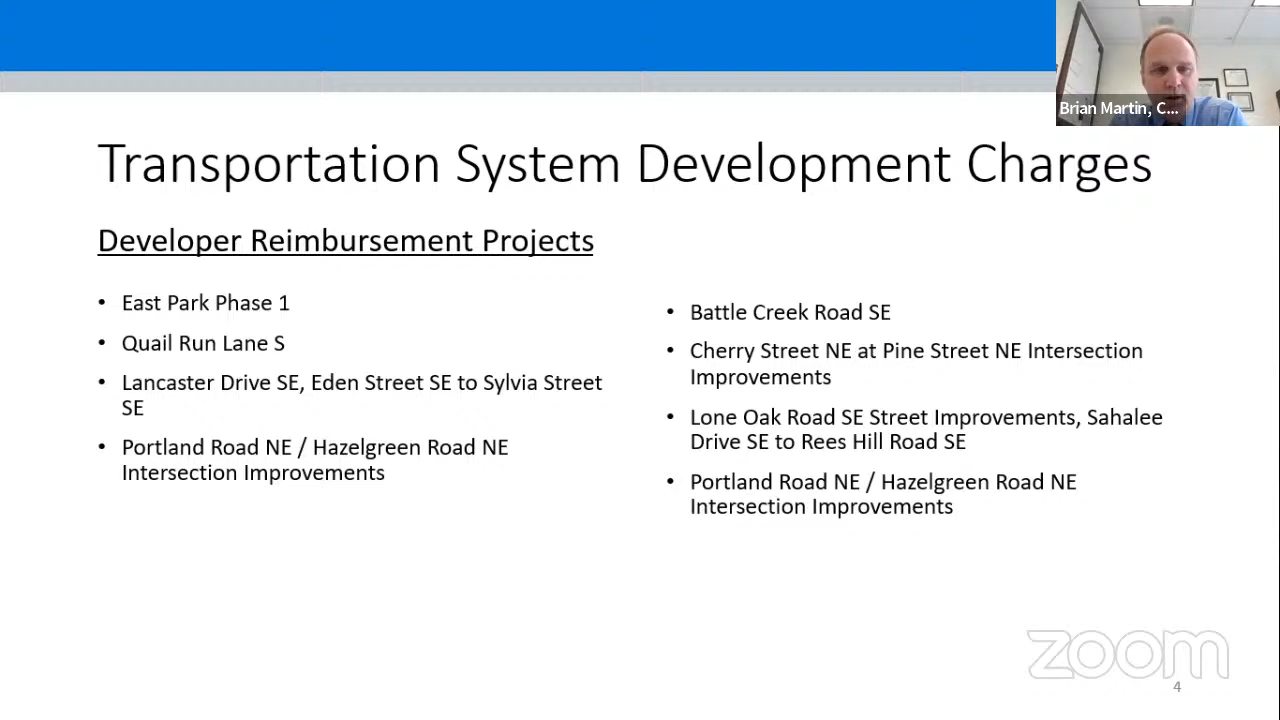 Brian Martin, C...
Transportation System Development Charges
Developer Reimbursement Projects
• East Park Phase 1
• Quail Run Lane S
• Lancaster Drive SE, Eden Street SE to Sylvia Street
SE
• Portland Road NE / Hazelgreen Road NE
Intersection Improvements
• Battle Creek Road SE
• Cherry Street NE at Pine Street NE Intersection
Improvements
• Lone Oak Road SE Street Improvements, Sahalee
Drive SE to Rees Hill Road SE
• Portland Road NE / Hazelgreen Road NE
Intersection Improvements
zoom
4